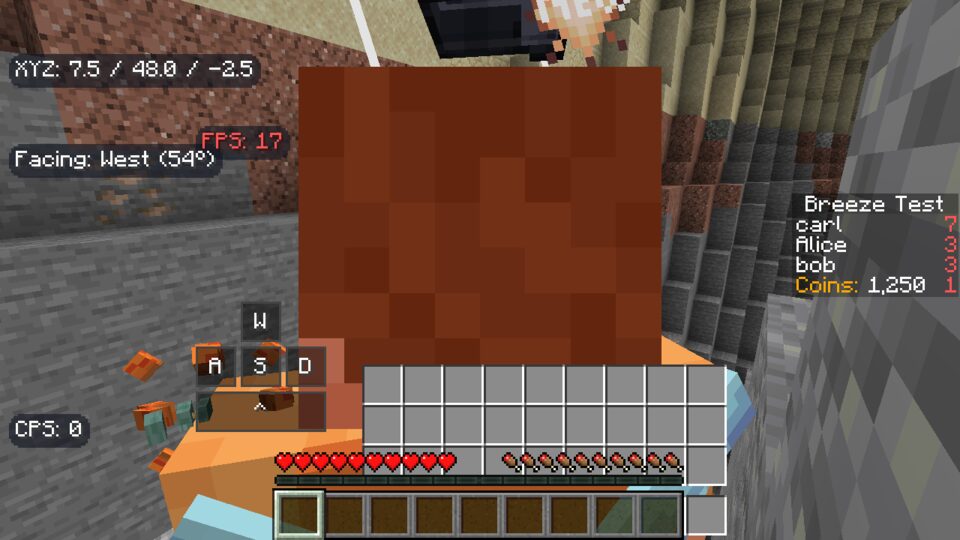 XYZ: 7.5 / 48.0 / -2.5
FPS: 17
Facing: West (54º)
Breeze Test
carl 7
Alice 3
bob 3
Coins: 1,250 1
W
A S D
^
CPS: 0